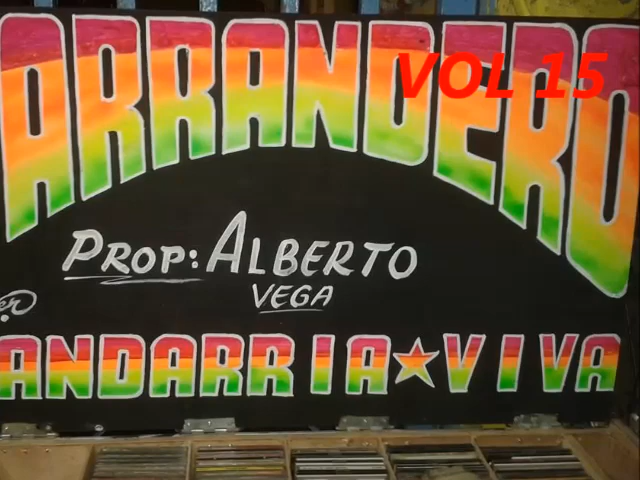 ARRANDERO
VOL 15
PROP: ALBERTO
VEGA
ANDARRIA★VIVA